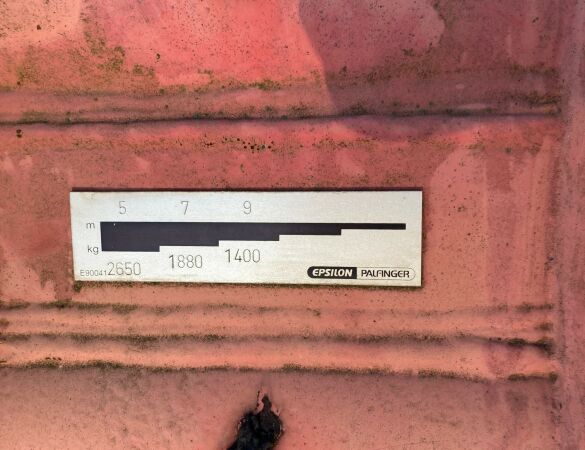 5 7 9
m
kg
E90041 2650 1880 1400
EPSILON PALFINGER